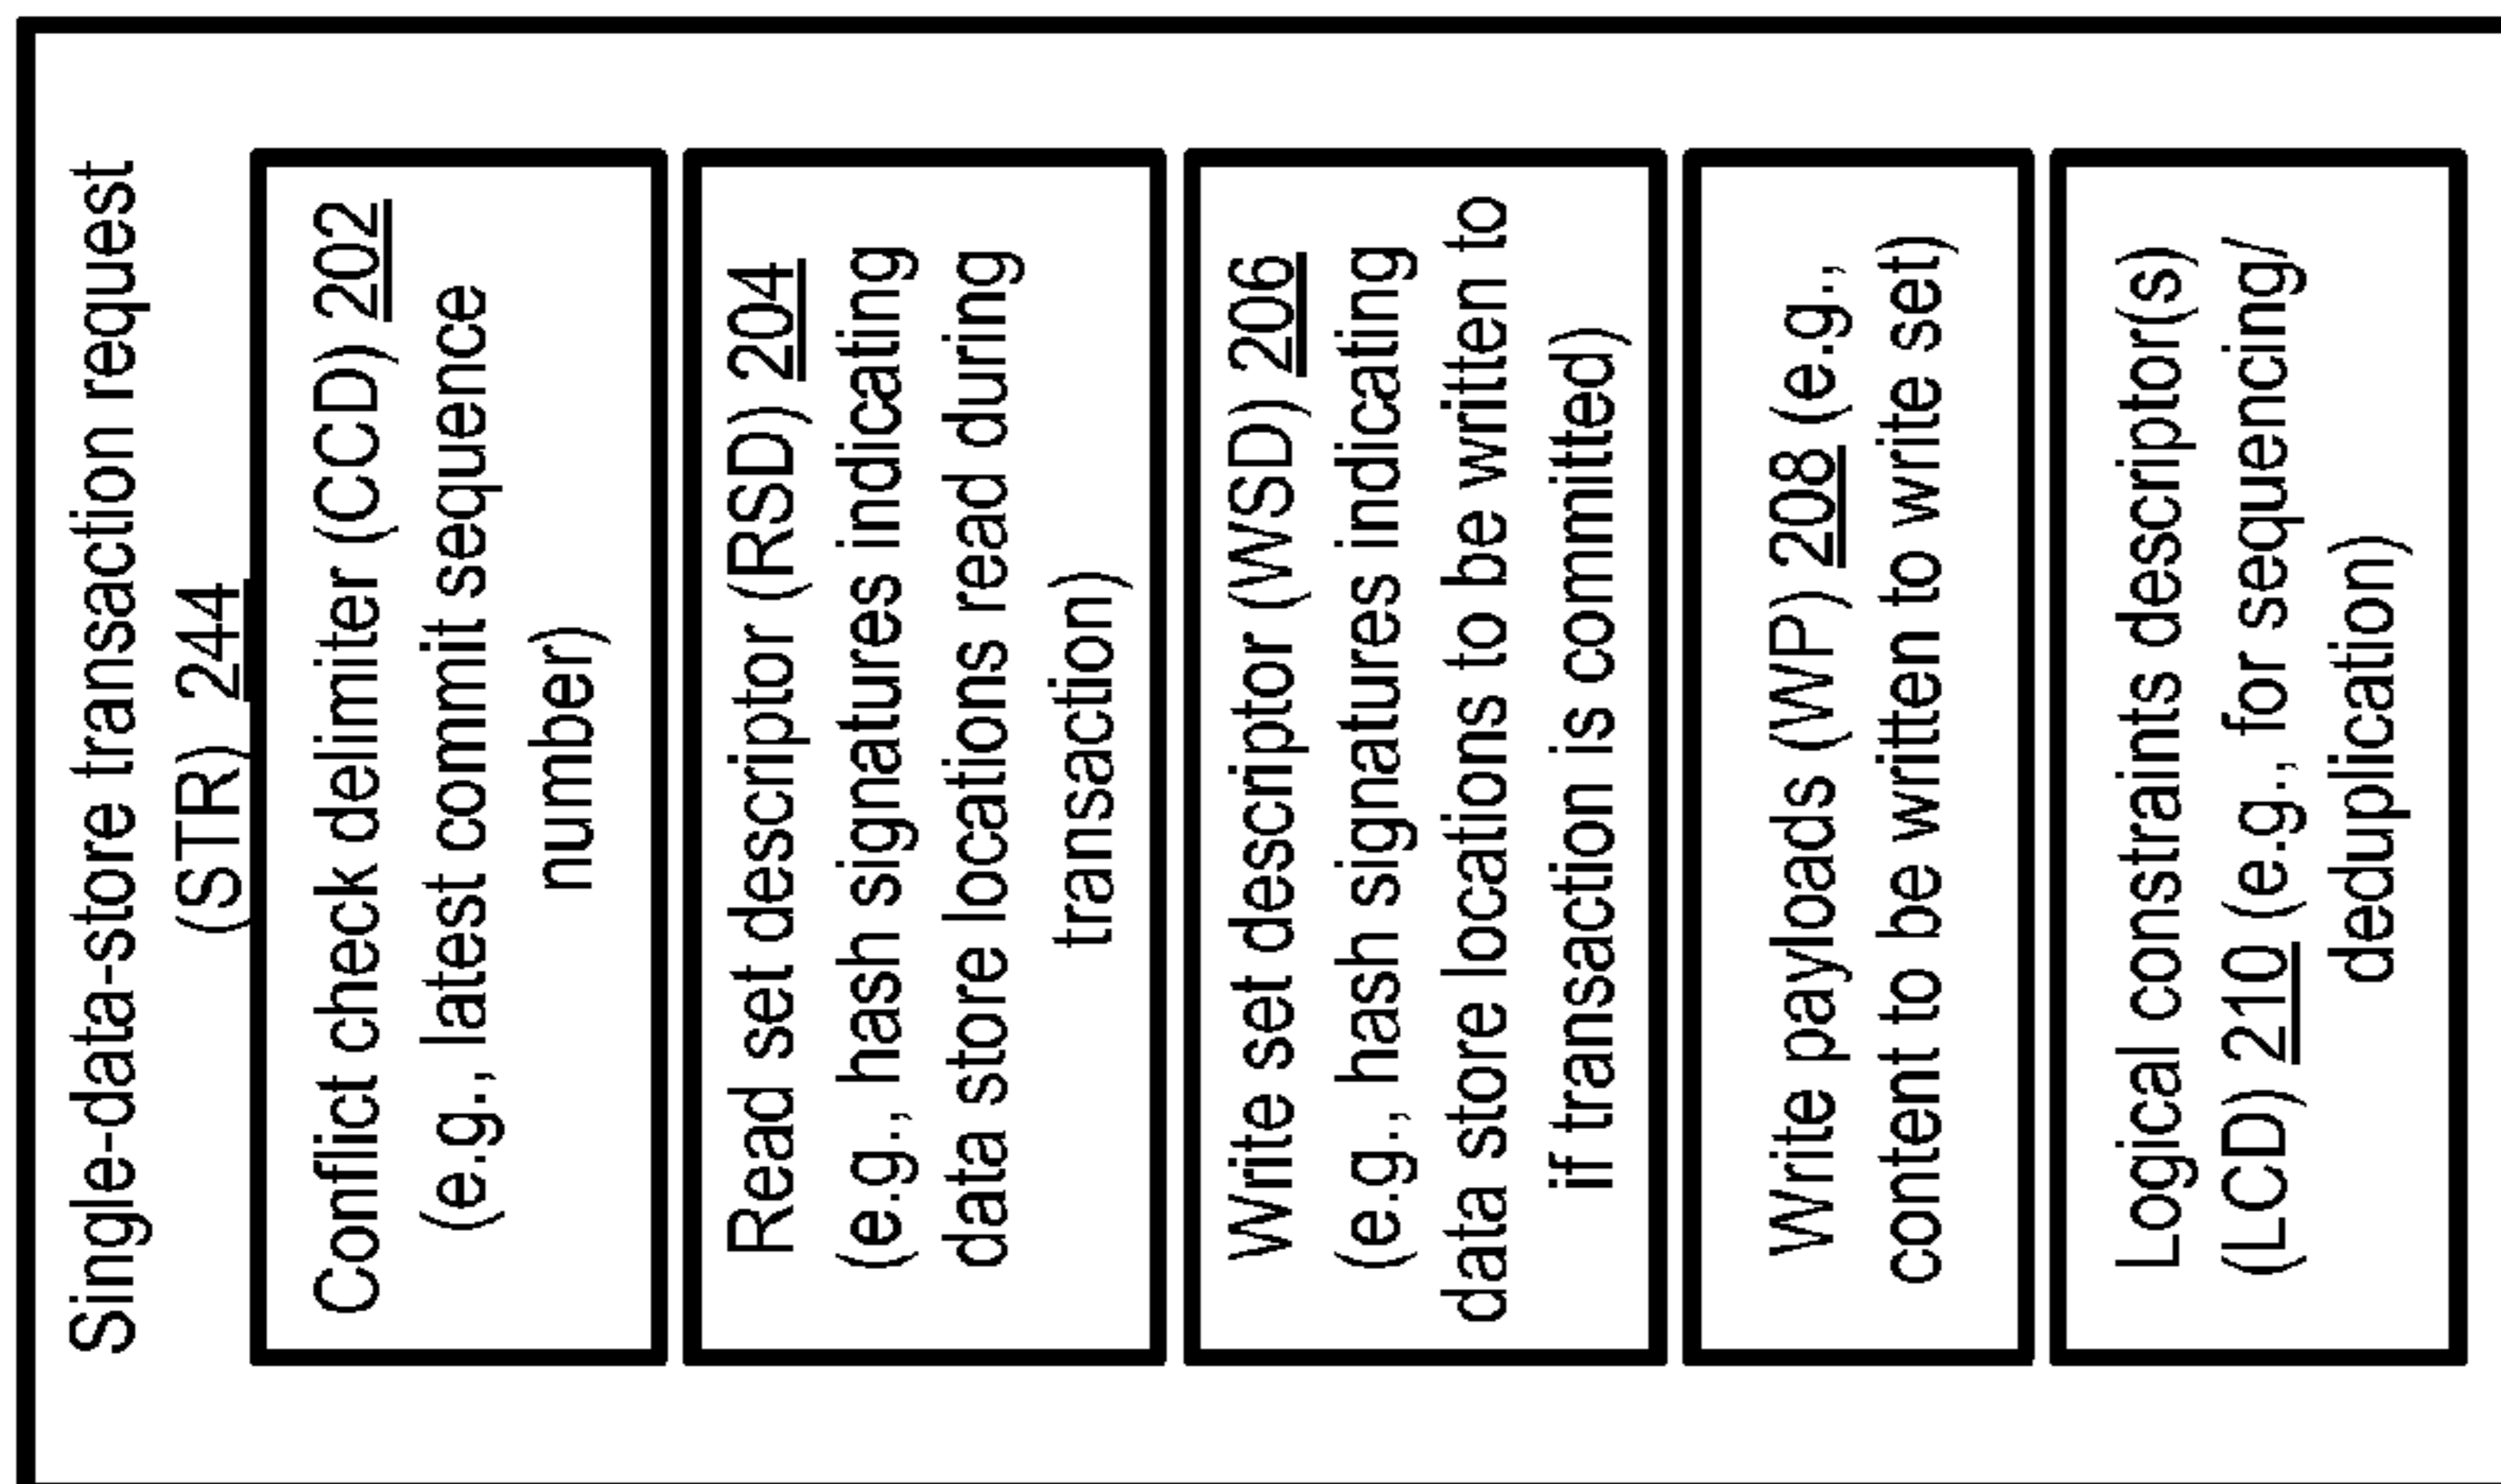 Single-data-store transaction request
(STR) 244
Conflict check delimiter (CCD) 202
(e.g., latest commit sequence
number)
Read set descriptor (RSD) 204
(e.g., hash signatures indicating
data store locations read during
transaction)
Write set descriptor (WSD) 206
(e.g., hash signatures indicating
data store locations to be written to
if transaction is committed)
Write payloads (WP) 208 (e.g.,
content to be written to write set)
Logical constraints descriptor(s)
(LCD) 210 (e.g., for sequencing/
deduplication)